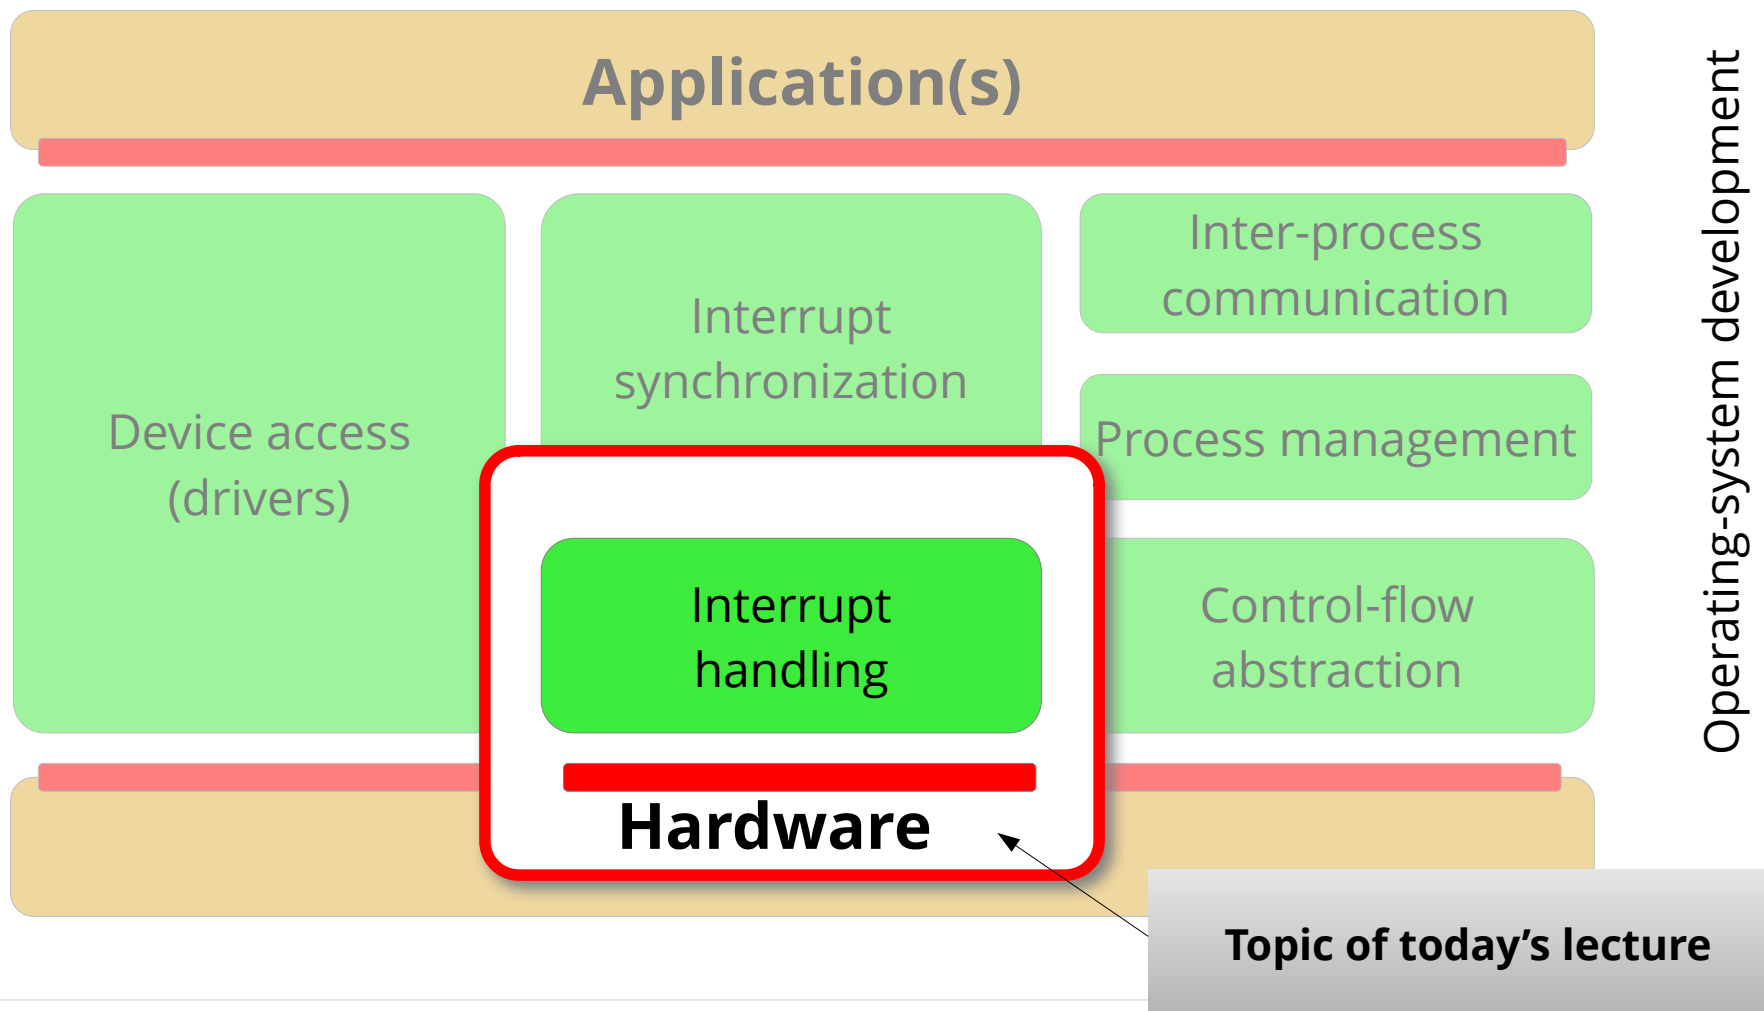 Application(s)
Device access
(drivers)
Interrupt
synchronization
Inter-process
communication
Process management
Interrupt
handling
Control-flow
abstraction
Hardware
Topic of today’s lecture
Operating-system development